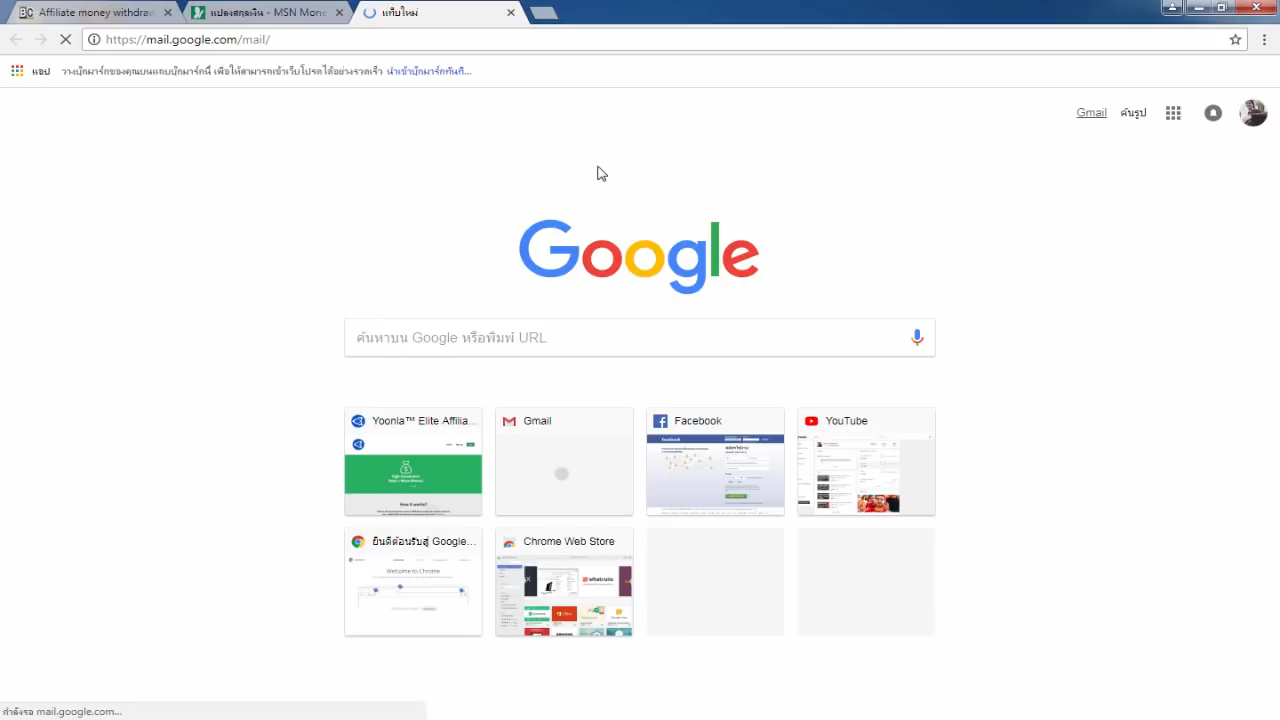 Affiliate money withdraw
แปลงสกุลเงิน - MSN Mone
แท็บใหม่
https://mail.google.com/mail/
แอป วางบุ๊กมาร์กของคุณบนแถบบุ๊กมาร์กนี้ เพื่อให้สามารถเข้าเว็บโปรดได้อย่างรวดเร็ว นำเข้าบุ๊กมาร์กทันที...
Gmail ค้นรูป
Google
ค้นหาบน Google หรือพิมพ์ URL
Yoonla™ Elite Affilia...
Gmail
Facebook
YouTube
ยินดีต้อนรับสู่ Google...
Chrome Web Store
Welcome to Chrome
กำลังรอ mail.google.com...